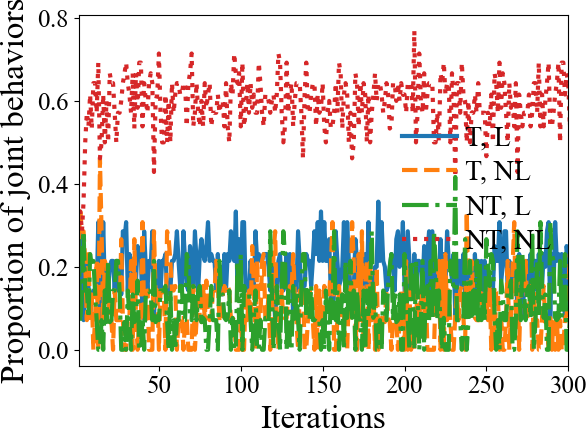 Proportion of joint behaviors
0.8
0.6
0.4
0.2
0.0
T, L
T, NL
NT, L
NT, NL
50
100
150
200
250
300
Iterations